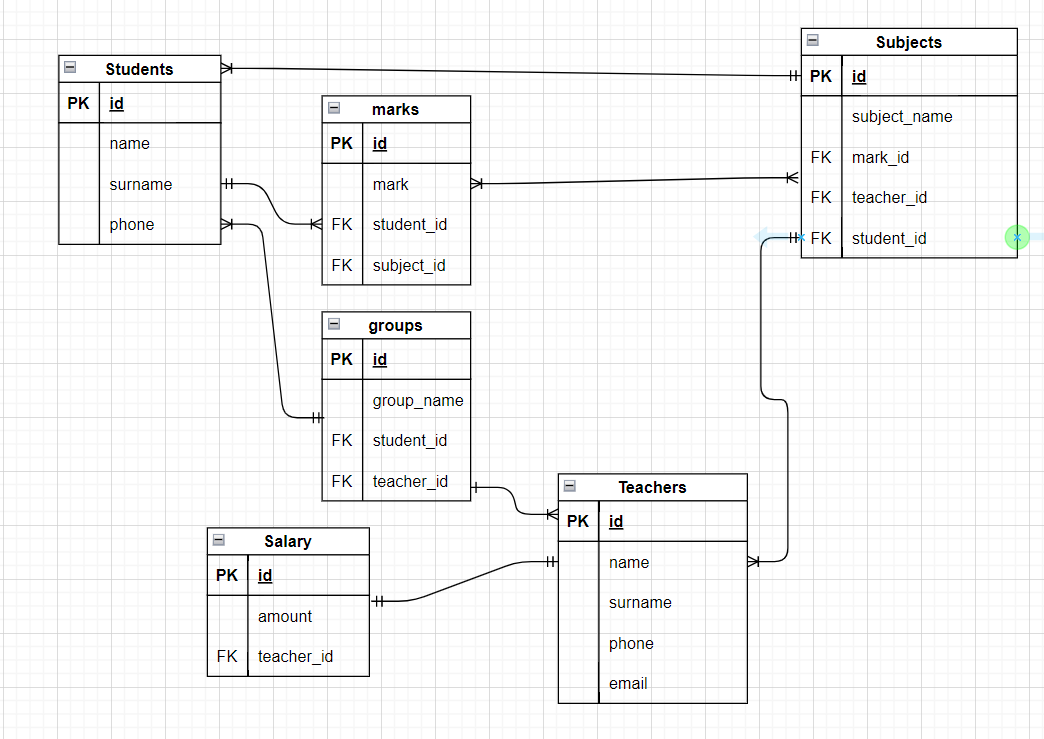 Students
PK id
name
surname
phone
marks
PK id
mark
FK student_id
FK subject_id
groups
PK id
group_name
FK student_id
FK teacher_id
Salary
PK id
amount
FK teacher_id
Teachers
PK id
name
surname
phone
email
Subjects
PK id
subject_name
FK mark_id
FK teacher_id
FK student_id